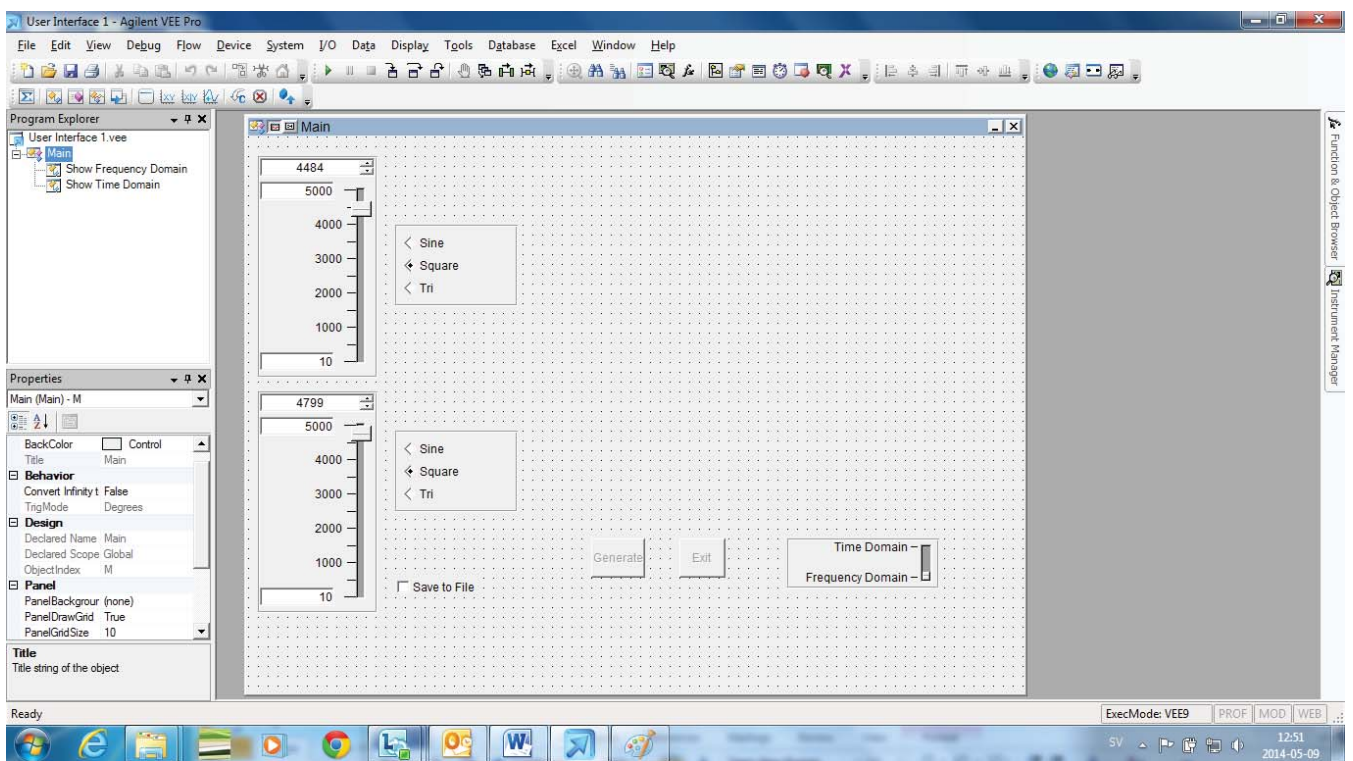 User Interface 1 - Agilent VEE Pro
File Edit View Debug Flow Device System I/O Data Display Tools Database Excel Window Help
Program Explorer
User Interface 1.vee
Main
Show Frequency Domain
Show Time Domain
Properties
Main (Main) - M
BackColor Control
Title Main
Behavior
Convert Infinity t False
TrigMode Degrees
Design
Declared Name Main
Declared Scope Global
ObjectIndex M
Panel
PanelBackgrour (none)
PanelDrawGrid True
PanelGridSize 10
Title
Title string of the object
Main
4484
5000
4000
3000
2000
1000
10
Sine
Square
Tri
4799
5000
4000
3000
2000
1000
10
Sine
Square
Tri
Save to File
Generate
Exit
Time Domain
Frequency Domain
Function & Object Browser
Instrument Manager
Ready
ExecMode: VEE9 PROF MOD WEB
SV
12:51
2014-05-09